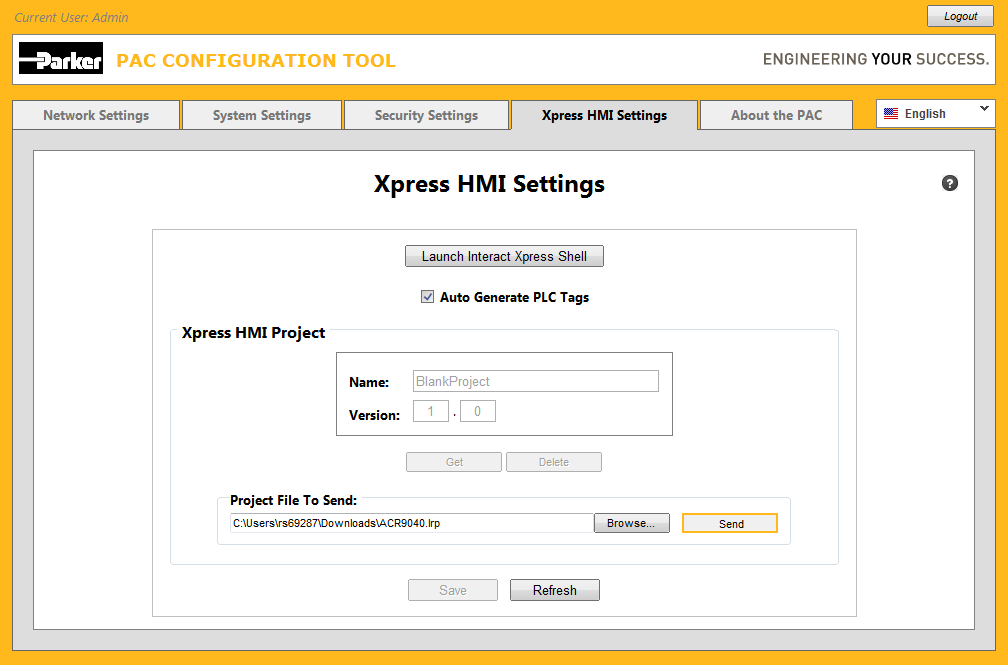 Current User: Admin
Logout
Parker PAC CONFIGURATION TOOL ENGINEERING YOUR SUCCESS.
Network Settings System Settings Security Settings Xpress HMI Settings About the PAC English
Xpress HMI Settings ?
Launch Interact Xpress Shell
Auto Generate PLC Tags
Xpress HMI Project
Name: BlankProject
Version: 1 . 0
Get Delete
Project File To Send:
C:\Users\rs69287\Downloads\ACR9040.lrp Browse... Send
Save Refresh